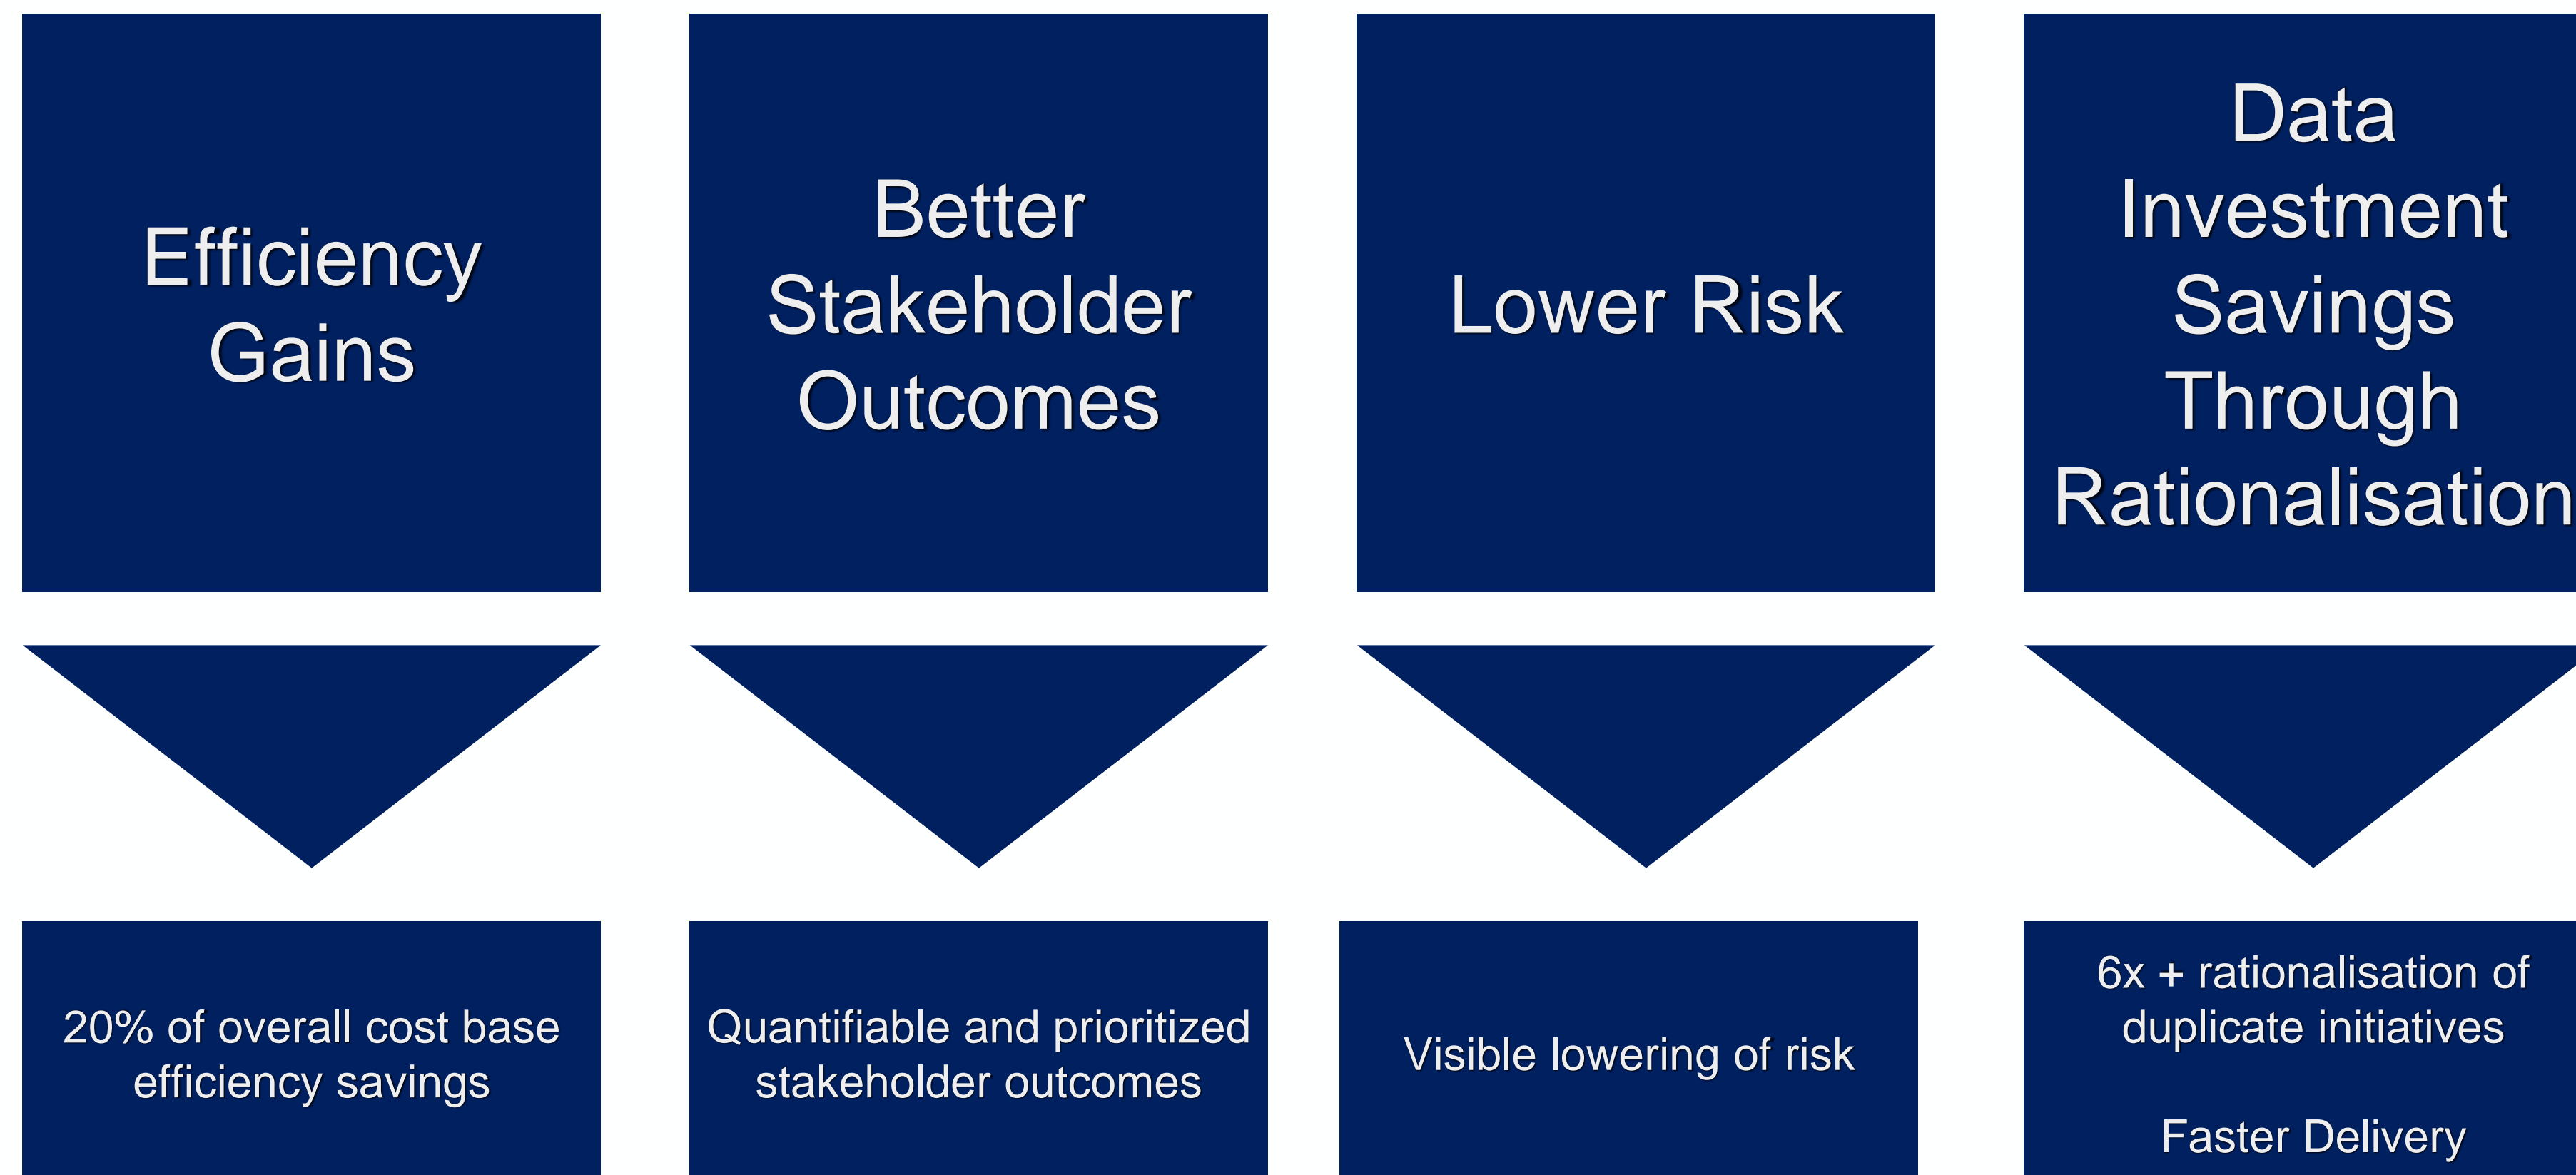 Efficiency
Gains
Better
Stakeholder
Outcomes
Lower Risk
Data
Investment
Savings
Through
Rationalisation
20% of overall cost base
efficiency savings
Quantifiable and prioritized
stakeholder outcomes
Visible lowering of risk
6x + rationalisation of
duplicate initiatives
Faster Delivery